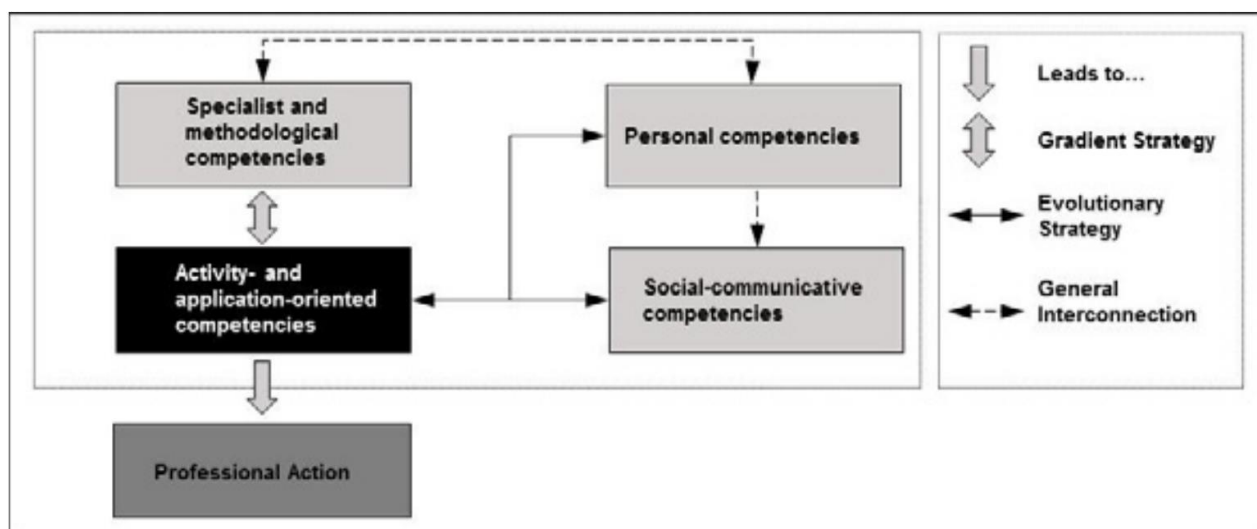 Specialist and
methodological
competencies
Personal competencies
Activity- and
application-oriented
competencies
Social-communicative
competencies
Professional Action
Leads to...
Gradient Strategy
Evolutionary
Strategy
General
Interconnection